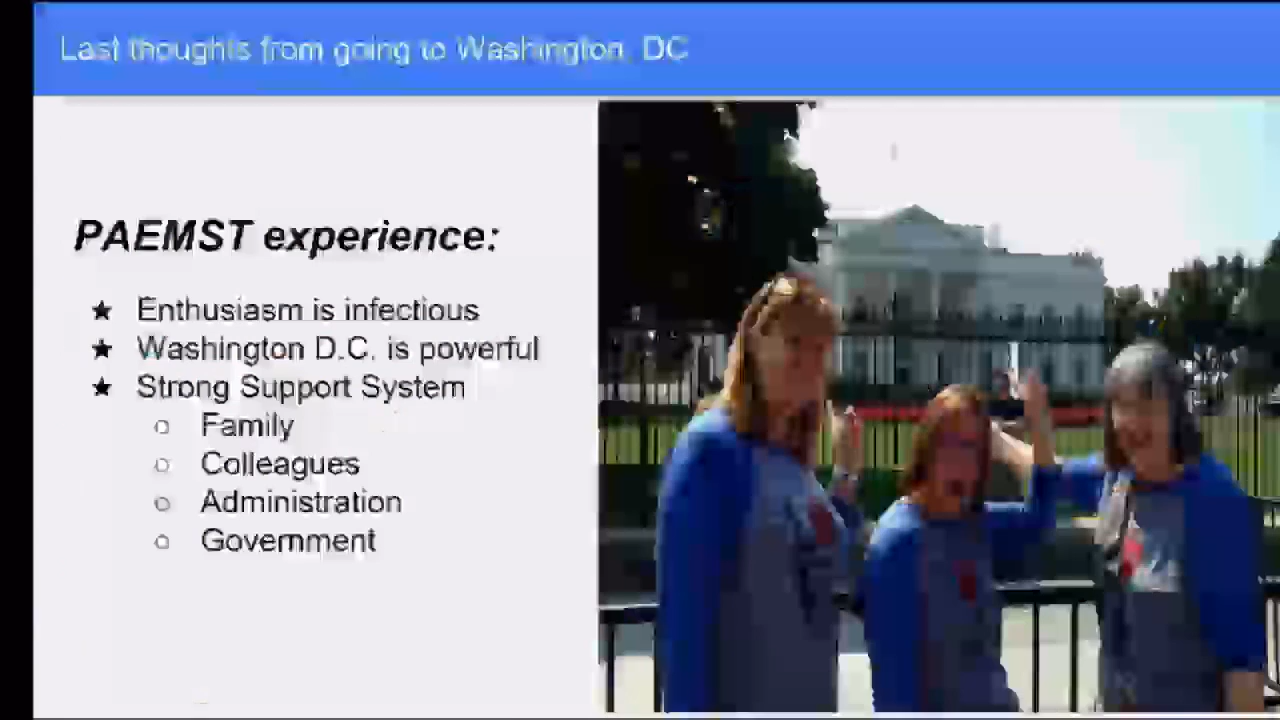 Last thoughts from going to Washington, DC
PAEMST experience:
★ Enthusiasm is infectious
★ Washington D.C. is powerful
★ Strong Support System
○ Family
○ Colleagues
○ Administration
○ Government